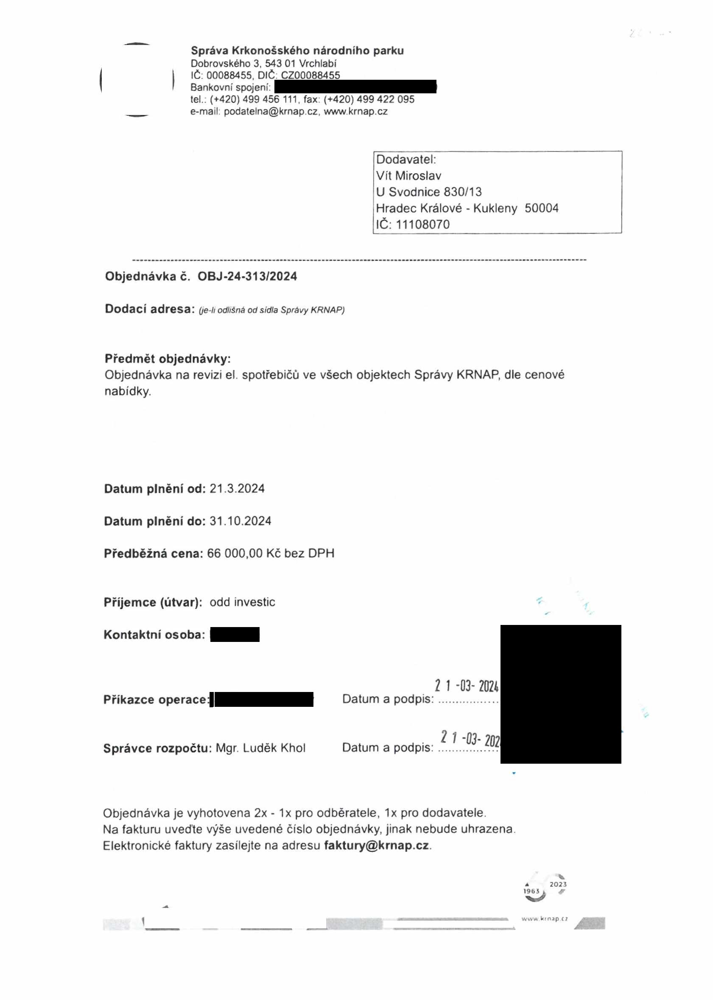 Správa Krkonošského národního parku
Dobrovského 3, 543 01 Vrchlabí
IČ: 00088455, DIČ: CZ00088455
Bankovní spojení:
tel.: (+420) 499 456 111, fax: (+420) 499 422 095
e-mail: podatelna@krnap.cz, www.krnap.cz
Dodavatel:
Vít Miroslav
U Svodnice 830/13
Hradec Králové - Kukleny 50004
IČ: 11108070
Objednávka č. OBJ-24-313/2024
Dodací adresa: (je-li odlišná od sídla Správy KRNAP)
Předmět objednávky:
Objednávka na revizi el. spotřebičů ve všech objektech Správy KRNAP, dle cenové
nabídky.
Datum plnění od: 21.3.2024
Datum plnění do: 31.10.2024
Předběžná cena: 66 000,00 Kč bez DPH
Příjemce (útvar): odd investic
Kontaktní osoba:
21 -03- 2024
Příkazce operace: Datum a podpis: ..................
21 -03- 202
Správce rozpočtu: Mgr. Luděk Khol Datum a podpis: ..................
Objednávka je vyhotovena 2x - 1x pro odběratele, 1x pro dodavatele.
Na fakturu uveďte výše uvedené číslo objednávky, jinak nebude uhrazena.
Elektronické faktury zasílejte na adresu faktury@krnap.cz.
1963 2023
www.krnap.cz